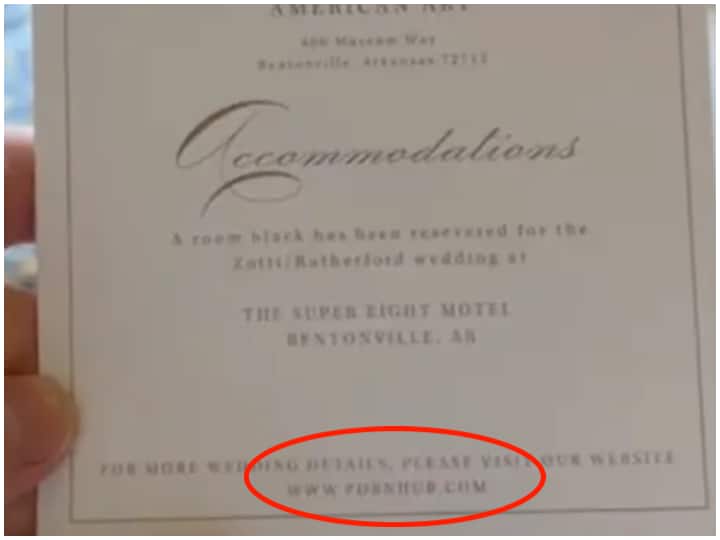 AMERICAN ART
600 Museum Way
Bentonville, Arkansas 72712
Accommodations
A room block has been resevered for the
Zotti/Rutherford wedding at
THE SUPER EIGHT MOTEL
BENTONVILLE, AR
FOR MORE WEDDING DETAILS, PLEASE VISIT OUR WEBSITE
WWW.PORNHUB.COM